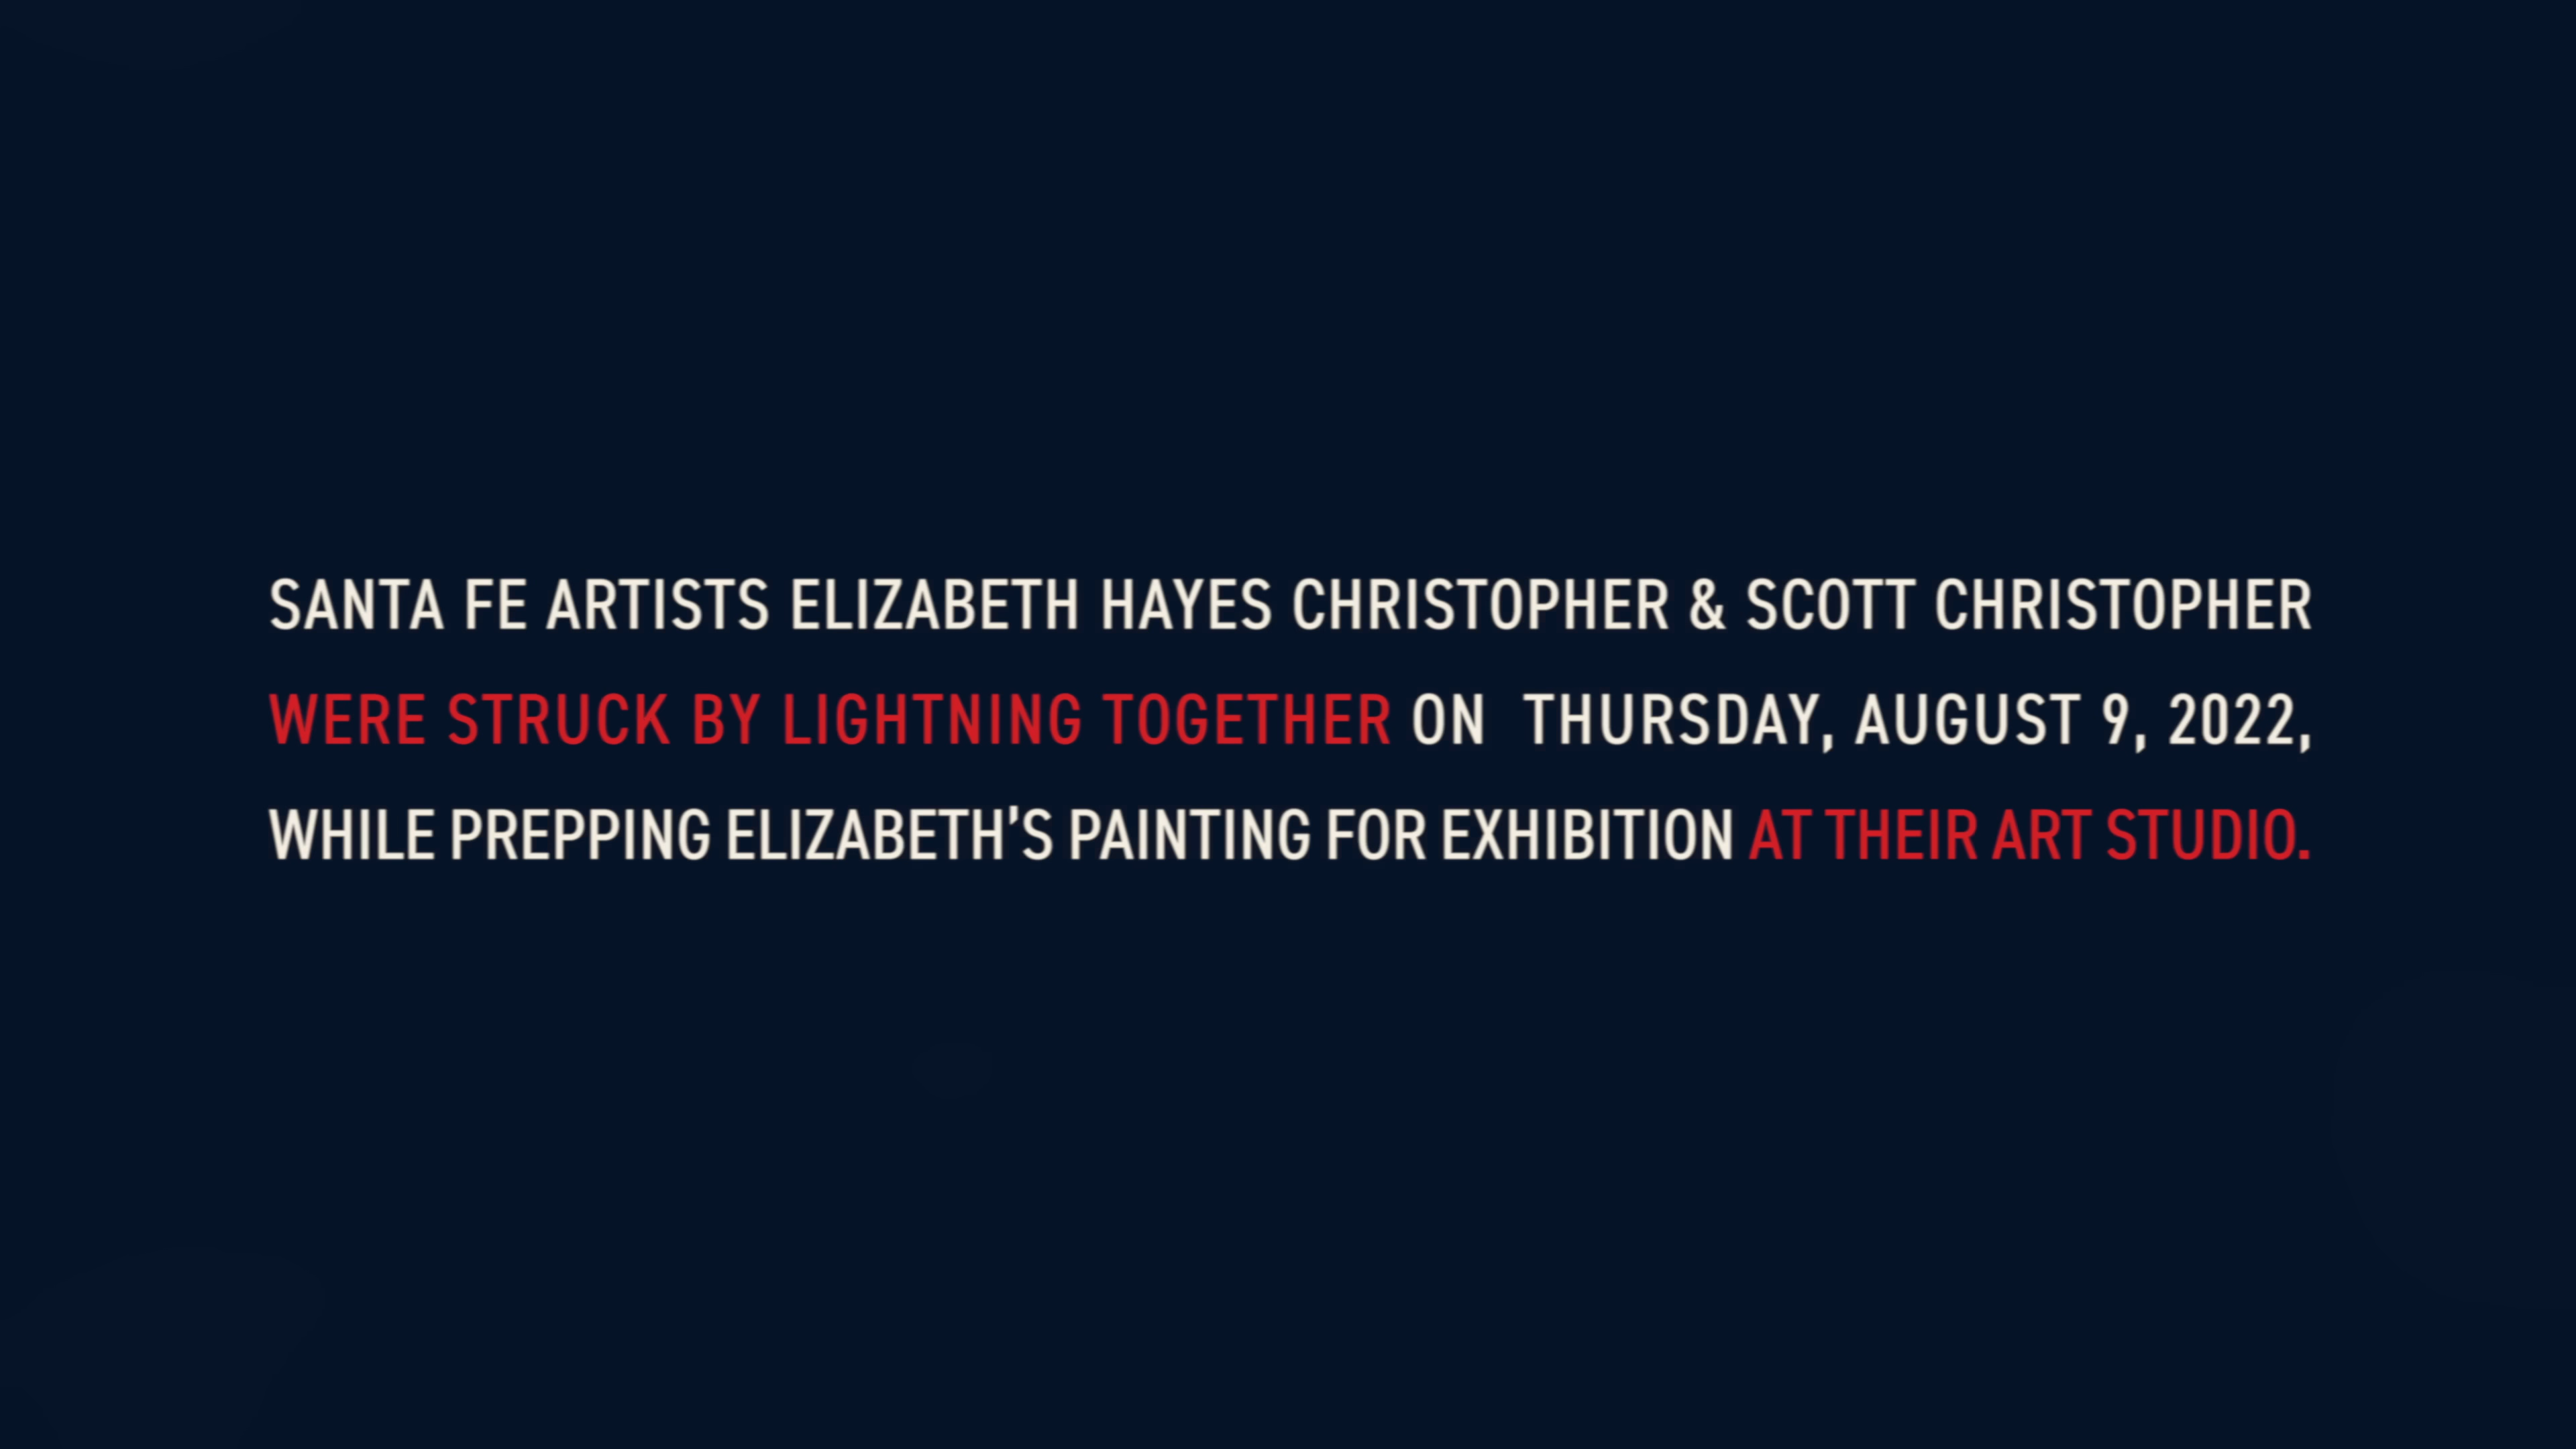 SANTA FE ARTISTS ELIZABETH HAYES CHRISTOPHER & SCOTT CHRISTOPHER
WERE STRUCK BY LIGHTNING TOGETHER ON THURSDAY, AUGUST 9, 2022,
WHILE PREPPING ELIZABETH’S PAINTING FOR EXHIBITION AT THEIR ART STUDIO.